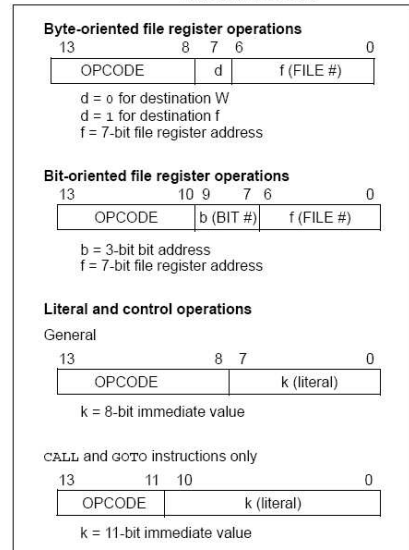 Byte-oriented file register operations
13 8 7 6 0
OPCODE d f (FILE #)
d = 0 for destination W
d = 1 for destination f
f = 7-bit file register address
Bit-oriented file register operations
13 10 9 7 6 0
OPCODE b (BIT #) f (FILE #)
b = 3-bit bit address
f = 7-bit file register address
Literal and control operations
General
13 8 7 0
OPCODE k (literal)
k = 8-bit immediate value
CALL and GOTO instructions only
13 11 10 0
OPCODE k (literal)
k = 11-bit immediate value